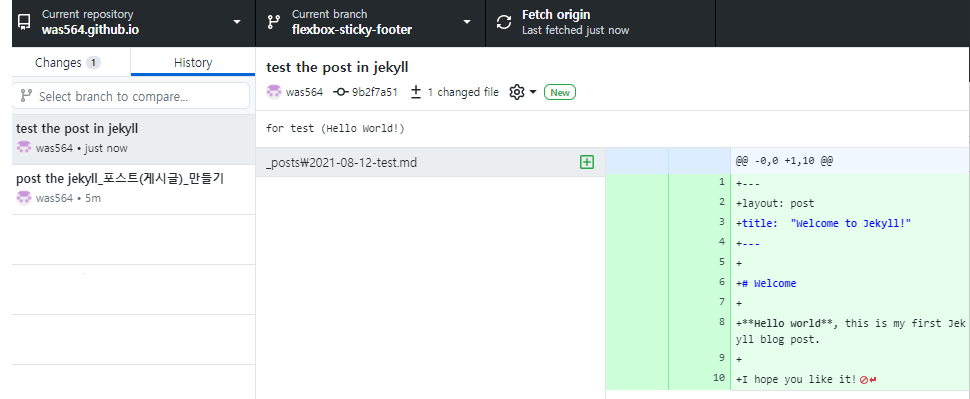 Current repository
was564.github.io
Current branch
flexbox-sticky-footer
Fetch origin
Last fetched just now
Changes 1
History
Select branch to compare...
test the post in jekyll
was564 • just now
post the jekyll_포스트(게시글)_만들기
was564 • 5m
test the post in jekyll
was564 9b2f7a51 1 changed file New
for test (Hello World!)
_posts₩2021-08-12-test.md
@@ -0,0 +1,10 @@
1 +---
2 +layout: post
3 +title:  "Welcome to Jekyll!"
4 +---
5 +
6 +# Welcome
7 +
8 +**Hello world**, this is my first Jek
yll blog post.
9 +
10 +I hope you like it!